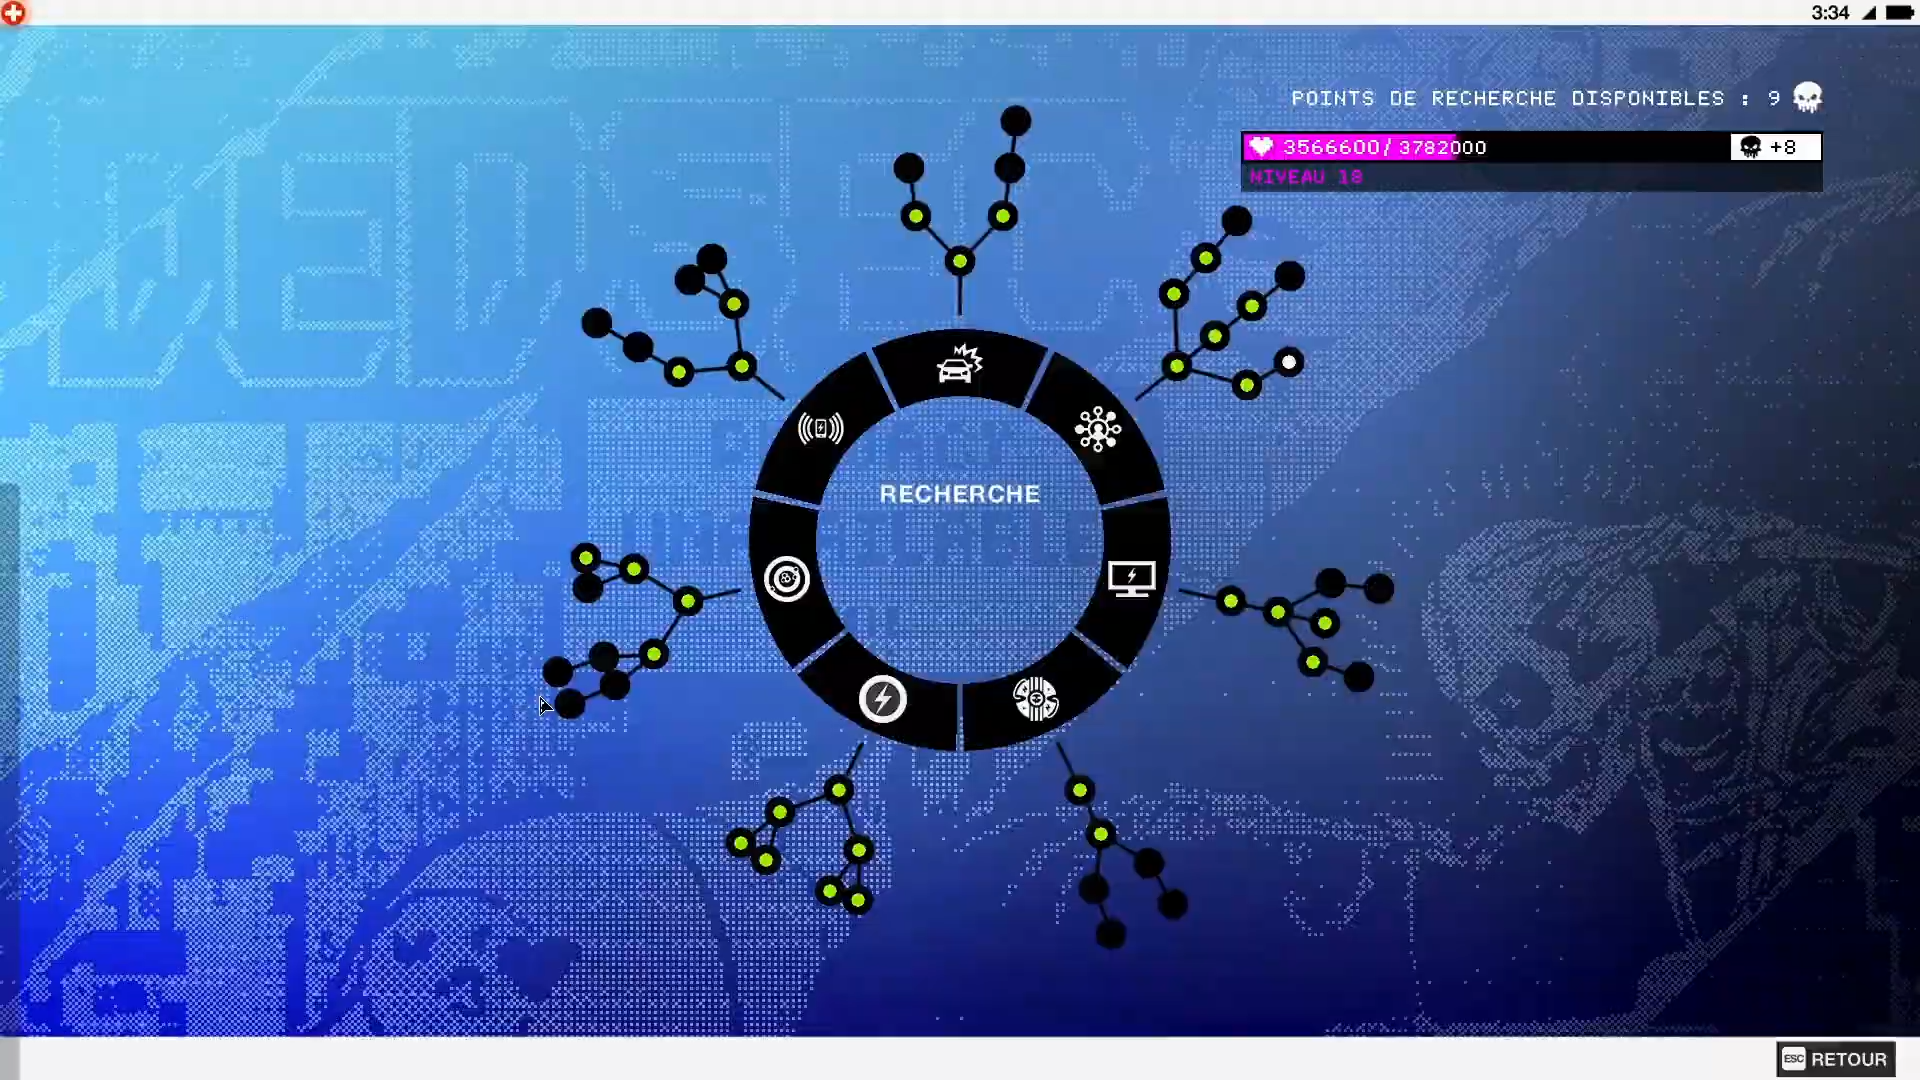 3:34
POINTS DE RECHERCHE DISPONIBLES : 9
3566600/ 3782000
+8
NIVEAU 18
RECHERCHE
ESC RETOUR